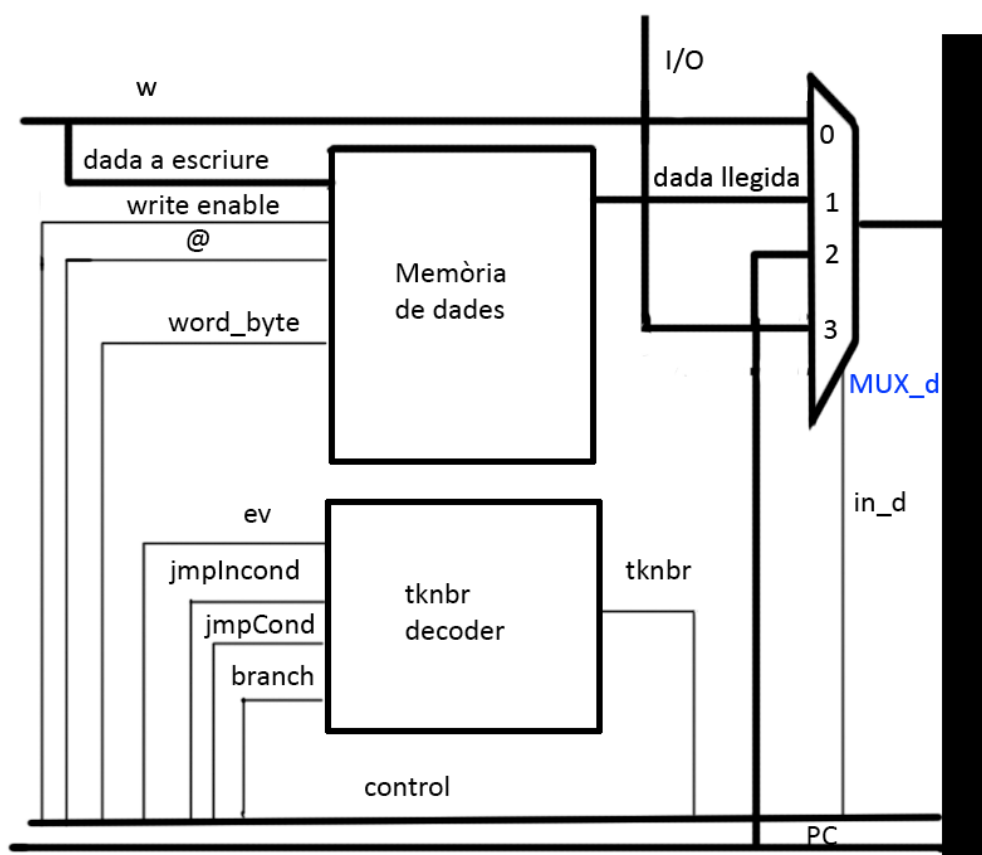 I/O
w
0
dada a escriure
dada llegida
1
write enable
@
2
Memòria
de dades
word_byte
3
MUX_d
in_d
ev
jmpIncond
tknbr
tknbr
decoder
jmpCond
branch
control
PC